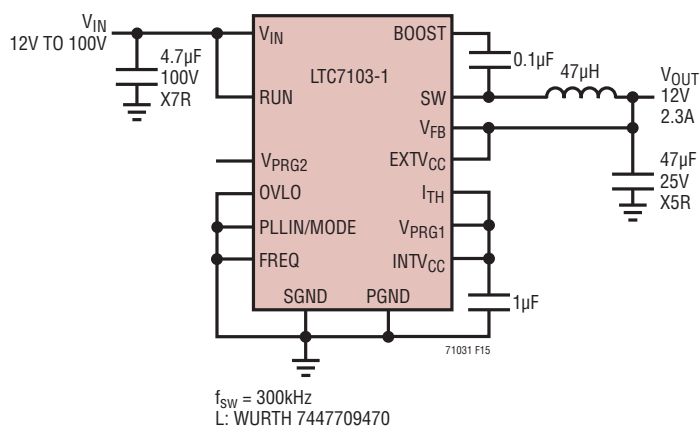 VIN
12V TO 100V
4.7µF
100V
X7R
VIN
BOOST
LTC7103-1
0.1µF
47µH
VOUT
12V
2.3A
RUN
SW
VFB
EXTVCC
VPRG2
47µF
25V
X5R
OVLO
ITH
PLLIN/MODE
VPRG1
FREQ
INTVCC
SGND
PGND
1µF
71031 F15
fSW = 300kHz
L: WURTH 7447709470